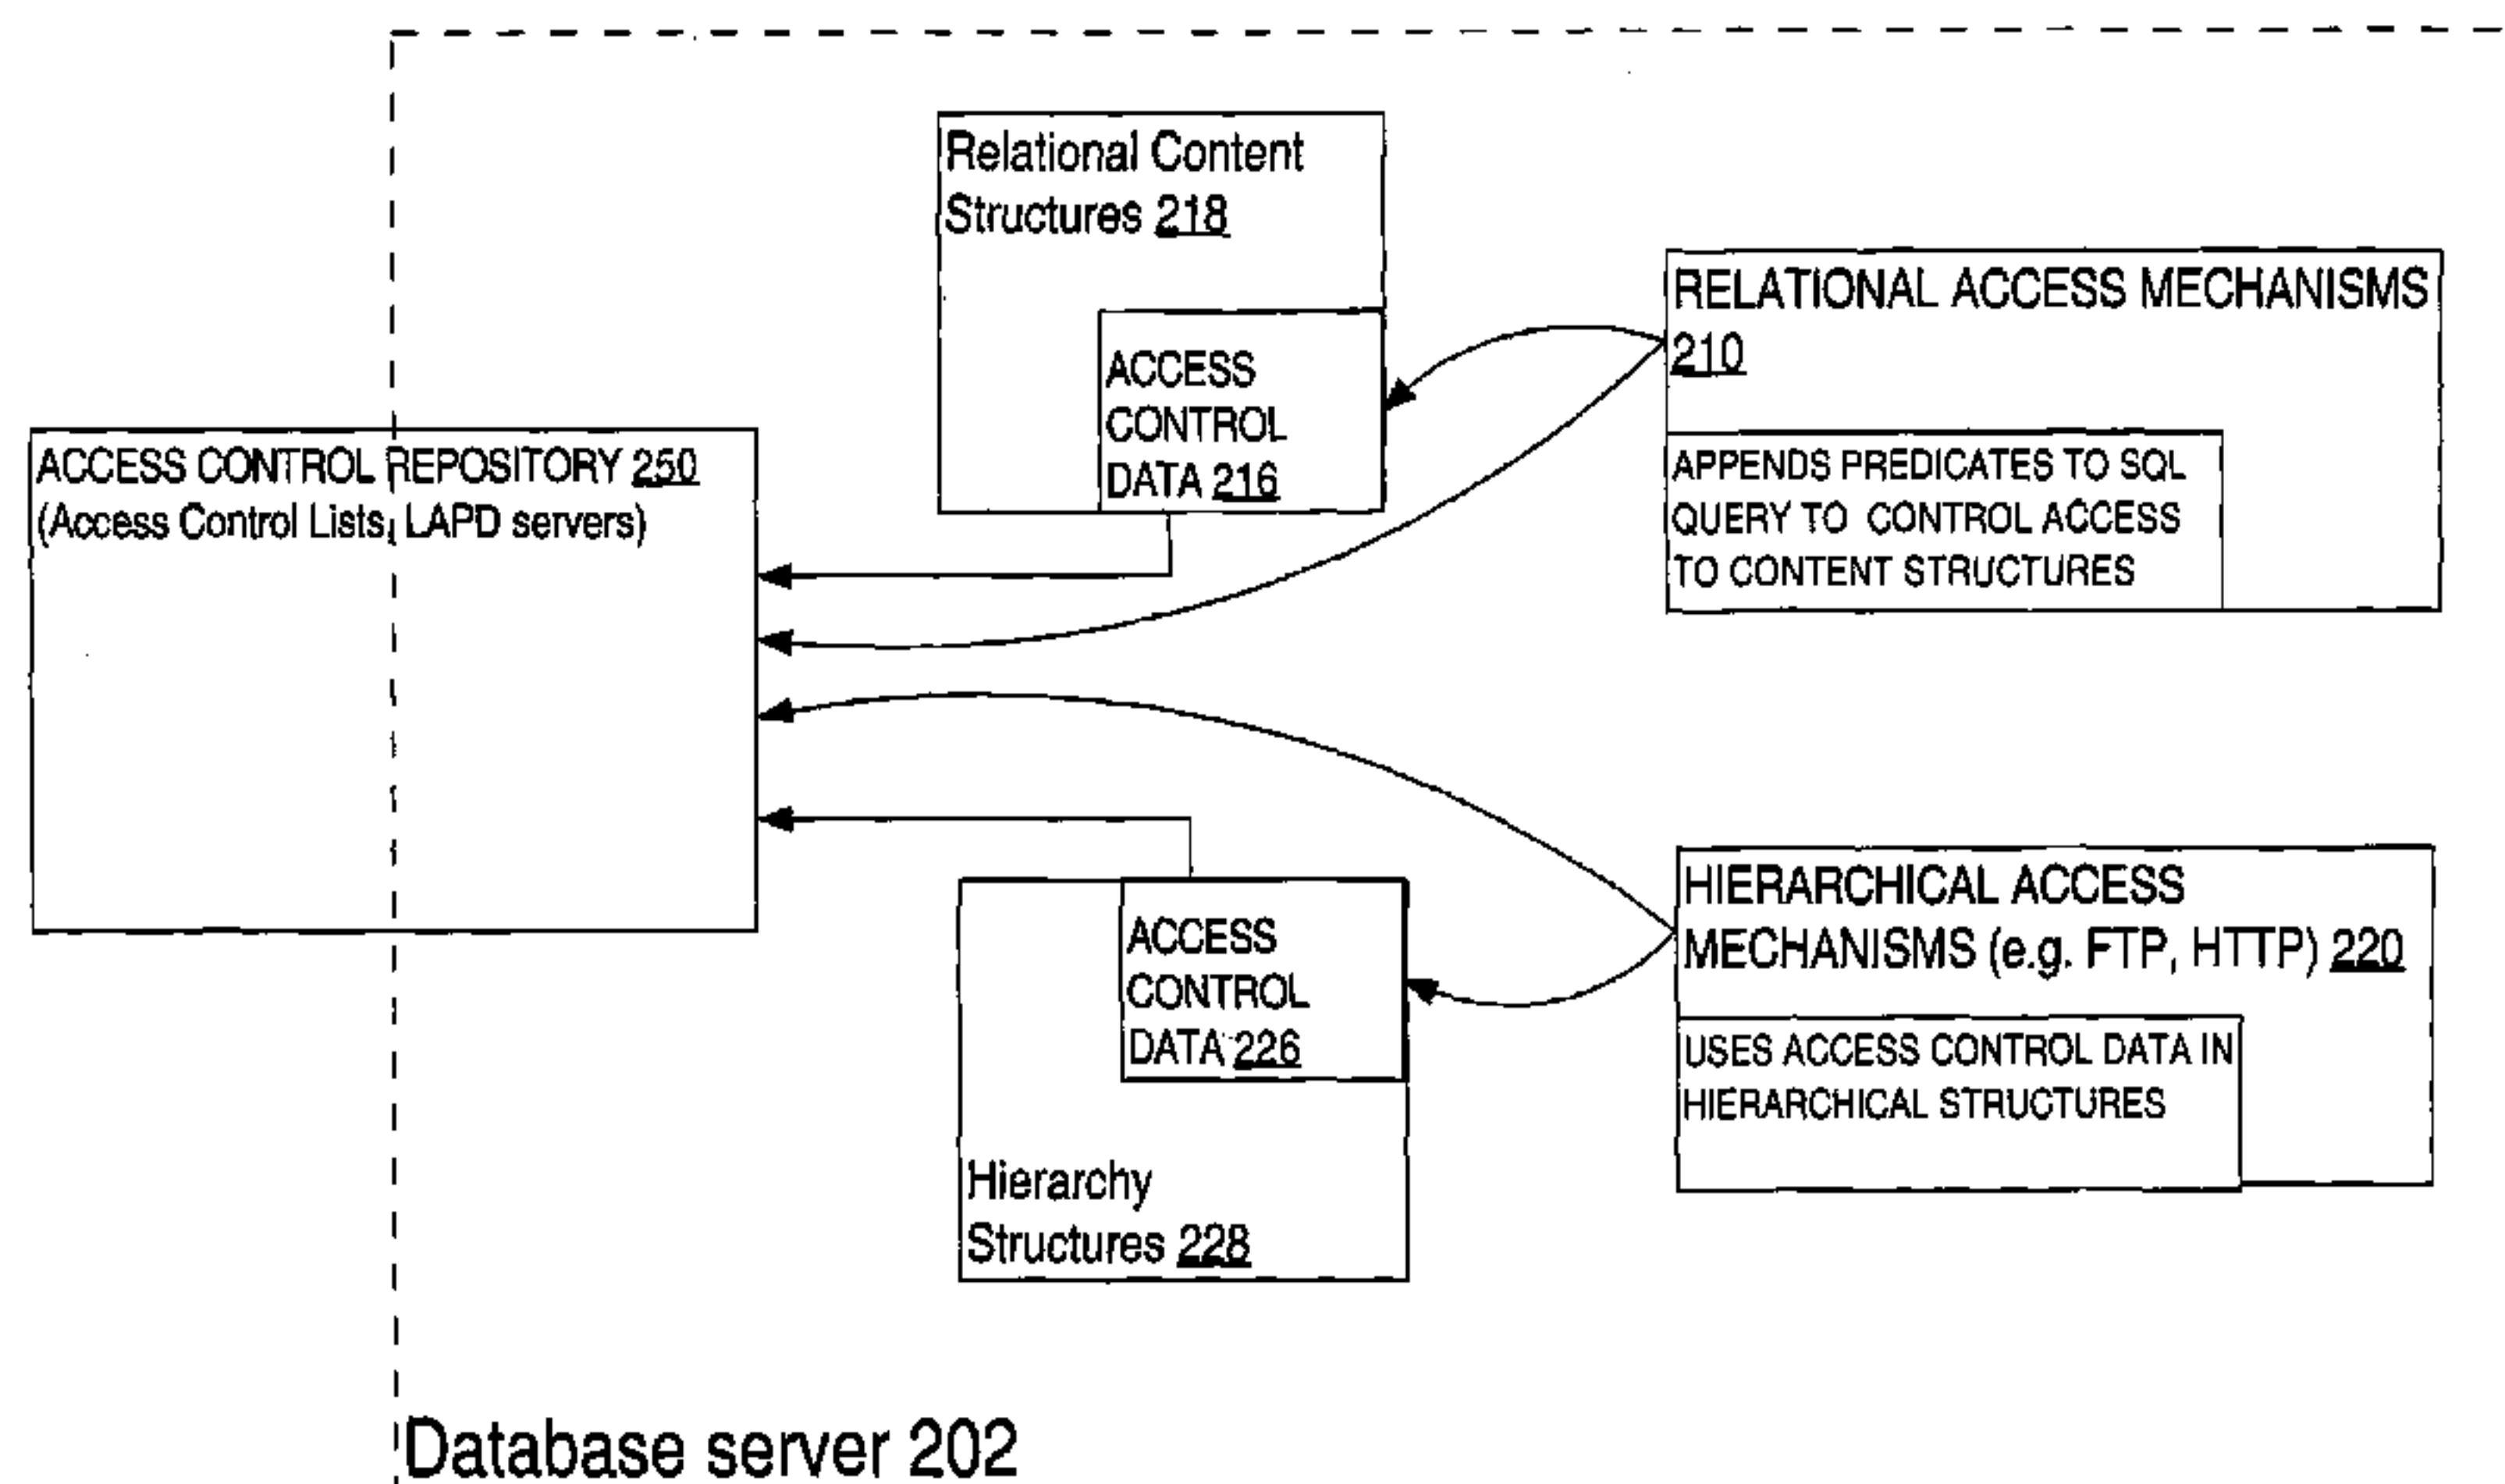 Relational Content
Structures 218
ACCESS
CONTROL
DATA 216
RELATIONAL ACCESS MECHANISMS
210
APPENDS PREDICATES TO SQL
QUERY TO CONTROL ACCESS
TO CONTENT STRUCTURES
ACCESS CONTROL REPOSITORY 250
(Access Control Lists, LAPD servers)
HIERARCHICAL ACCESS
MECHANISMS (e.g. FTP, HTTP) 220
USES ACCESS CONTROL DATA IN
HIERARCHICAL STRUCTURES
ACCESS
CONTROL
DATA 226
Hierarchy
Structures 228
Database server 202